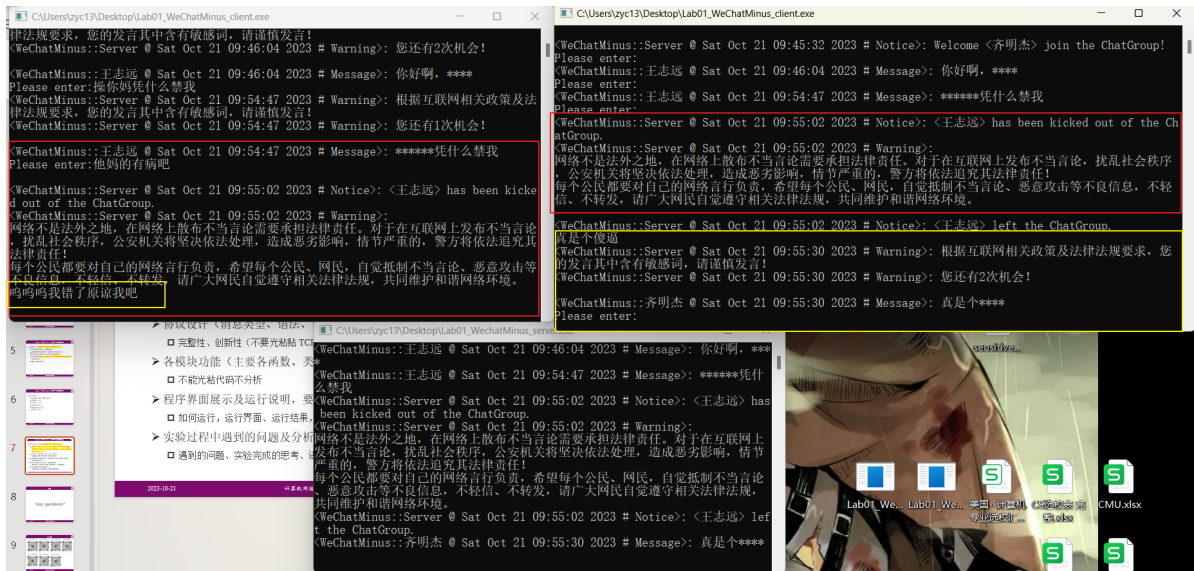 C:\Users\zyc13\Desktop\Lab01_WeChatMinus_client.exe
律法规要求，您的发言其中含有敏感词，请谨慎发言！
<WeChatMinus::Server @ Sat Oct 21 09:46:04 2023 # Warning>: 您还有2次机会！
<WeChatMinus::王志远 @ Sat Oct 21 09:46:04 2023 # Message>: 你好啊，****
Please enter:操你妈凭什么禁我
<WeChatMinus::Server @ Sat Oct 21 09:54:47 2023 # Warning>: 根据互联网相关政策及法
律法规要求，您的发言其中含有敏感词，请谨慎发言！
<WeChatMinus::Server @ Sat Oct 21 09:54:47 2023 # Warning>: 您还有1次机会！
<WeChatMinus::王志远 @ Sat Oct 21 09:54:47 2023 # Message>: ******凭什么禁我
Please enter:他妈的有病吧
<WeChatMinus::Server @ Sat Oct 21 09:55:02 2023 # Notice>: <王志远> has been kicke
d out of the ChatGroup.
<WeChatMinus::Server @ Sat Oct 21 09:55:02 2023 # Warning>:
网络不是法外之地，在网络上散布不当言论需要承担法律责任。对于在互联网上发布不当言论
，扰乱社会秩序，公安机关将坚决依法处理，造成恶劣影响，情节严重的，警方将依法追究其
法律责任！
每个公民都要对自己的网络言行负责，希望每个公民、网民，自觉抵制不当言论、恶意攻击等
不良信息，不轻信、不转发，请广大网民自觉遵守相关法律法规，共同维护和谐网络环境。
呜呜呜我错了原谅我吧
C:\Users\zyc13\Desktop\Lab01_WeChatMinus_client.exe
<WeChatMinus::Server @ Sat Oct 21 09:45:32 2023 # Notice>: Welcome <齐明杰> join the ChatGroup!
Please enter:
<WeChatMinus::王志远 @ Sat Oct 21 09:46:04 2023 # Message>: 你好啊，****
Please enter:
<WeChatMinus::王志远 @ Sat Oct 21 09:54:47 2023 # Message>: ******凭什么禁我
Please enter:
<WeChatMinus::Server @ Sat Oct 21 09:55:02 2023 # Notice>: <王志远> has been kicked out of the Ch
atGroup.
<WeChatMinus::Server @ Sat Oct 21 09:55:02 2023 # Warning>:
网络不是法外之地，在网络上散布不当言论需要承担法律责任。对于在互联网上发布不当言论，扰乱社会秩序
，公安机关将坚决依法处理，造成恶劣影响，情节严重的，警方将依法追究其法律责任！
每个公民都要对自己的网络言行负责，希望每个公民、网民，自觉抵制不当言论、恶意攻击等不良信息，不轻
信、不转发，请广大网民自觉遵守相关法律法规，共同维护和谐网络环境。
<WeChatMinus::Server @ Sat Oct 21 09:55:02 2023 # Notice>: <王志远> left the ChatGroup.
真是个傻逼
<WeChatMinus::Server @ Sat Oct 21 09:55:30 2023 # Warning>: 根据互联网相关政策及法律法规要求，您
的发言其中含有敏感词，请谨慎发言！
<WeChatMinus::Server @ Sat Oct 21 09:55:30 2023 # Warning>: 您还有2次机会！
<WeChatMinus::齐明杰 @ Sat Oct 21 09:55:30 2023 # Message>: 真是个****
Please enter:
5
6
7
8
9
Any questions?
协议设计（消息类型、语法、
完整性、创新性（不要光粘贴 TC
各模块功能（主要各函数、类
不能光粘代码不分析
程序界面展示及运行说明，要
如何运行，运行界面、运行结果，
实验过程中遇到的问题及分析
遇到的问题、实验完成的思考、
2023-10-21
计算机网络
C:\Users\zyc13\Desktop\Lab01_WechatMinus_server.exe
<WeChatMinus::王志远 @ Sat Oct 21 09:46:04 2023 # Message>: 你好啊，***
*
<WeChatMinus::王志远 @ Sat Oct 21 09:54:47 2023 # Message>: ******凭什
么禁我
<WeChatMinus::Server @ Sat Oct 21 09:55:02 2023 # Notice>: <王志远> has
been kicked out of the ChatGroup.
<WeChatMinus::Server @ Sat Oct 21 09:55:02 2023 # Warning>:
网络不是法外之地，在网络上散布不当言论需要承担法律责任。对于在互联网上
发布不当言论，扰乱社会秩序，公安机关将坚决依法处理，造成恶劣影响，情节
严重的，警方将依法追究其法律责任！
每个公民都要对自己的网络言行负责，希望每个公民、网民，自觉抵制不当言论
、恶意攻击等不良信息，不轻信、不转发，请广大网民自觉遵守相关法律法规，
共同维护和谐网络环境。
<WeChatMinus::Server @ Sat Oct 21 09:55:02 2023 # Notice>: <王志远> lef
t the ChatGroup.
<WeChatMinus::齐明杰 @ Sat Oct 21 09:55:30 2023 # Message>: 真是个****
sensitive...
Lab01_We...
Lab01_We...
美国-计算机
专业选校汇...
CS选校表 完
整.xlsx
CMU.xlsx